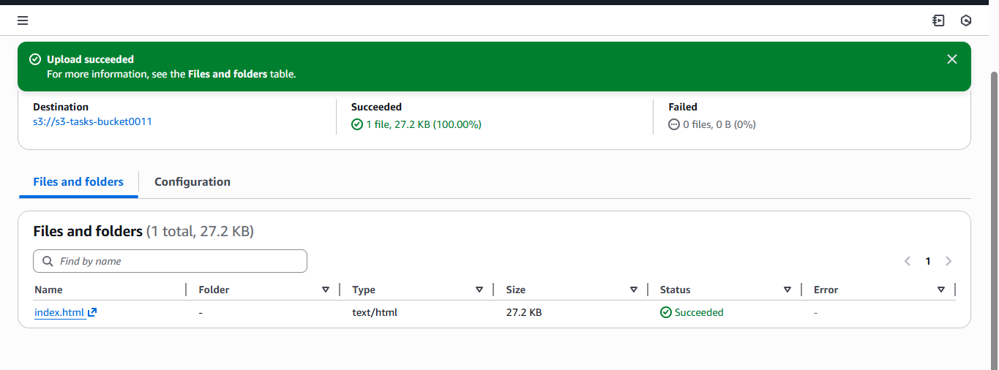 Upload succeeded
For more information, see the Files and folders table.
Destination
s3://s3-tasks-bucket0011
Succeeded
1 file, 27.2 KB (100.00%)
Failed
0 files, 0 B (0%)
Files and folders
Configuration
Files and folders (1 total, 27.2 KB)
Find by name
1
Name Folder Type Size Status Error
index.html - text/html 27.2 KB Succeeded -